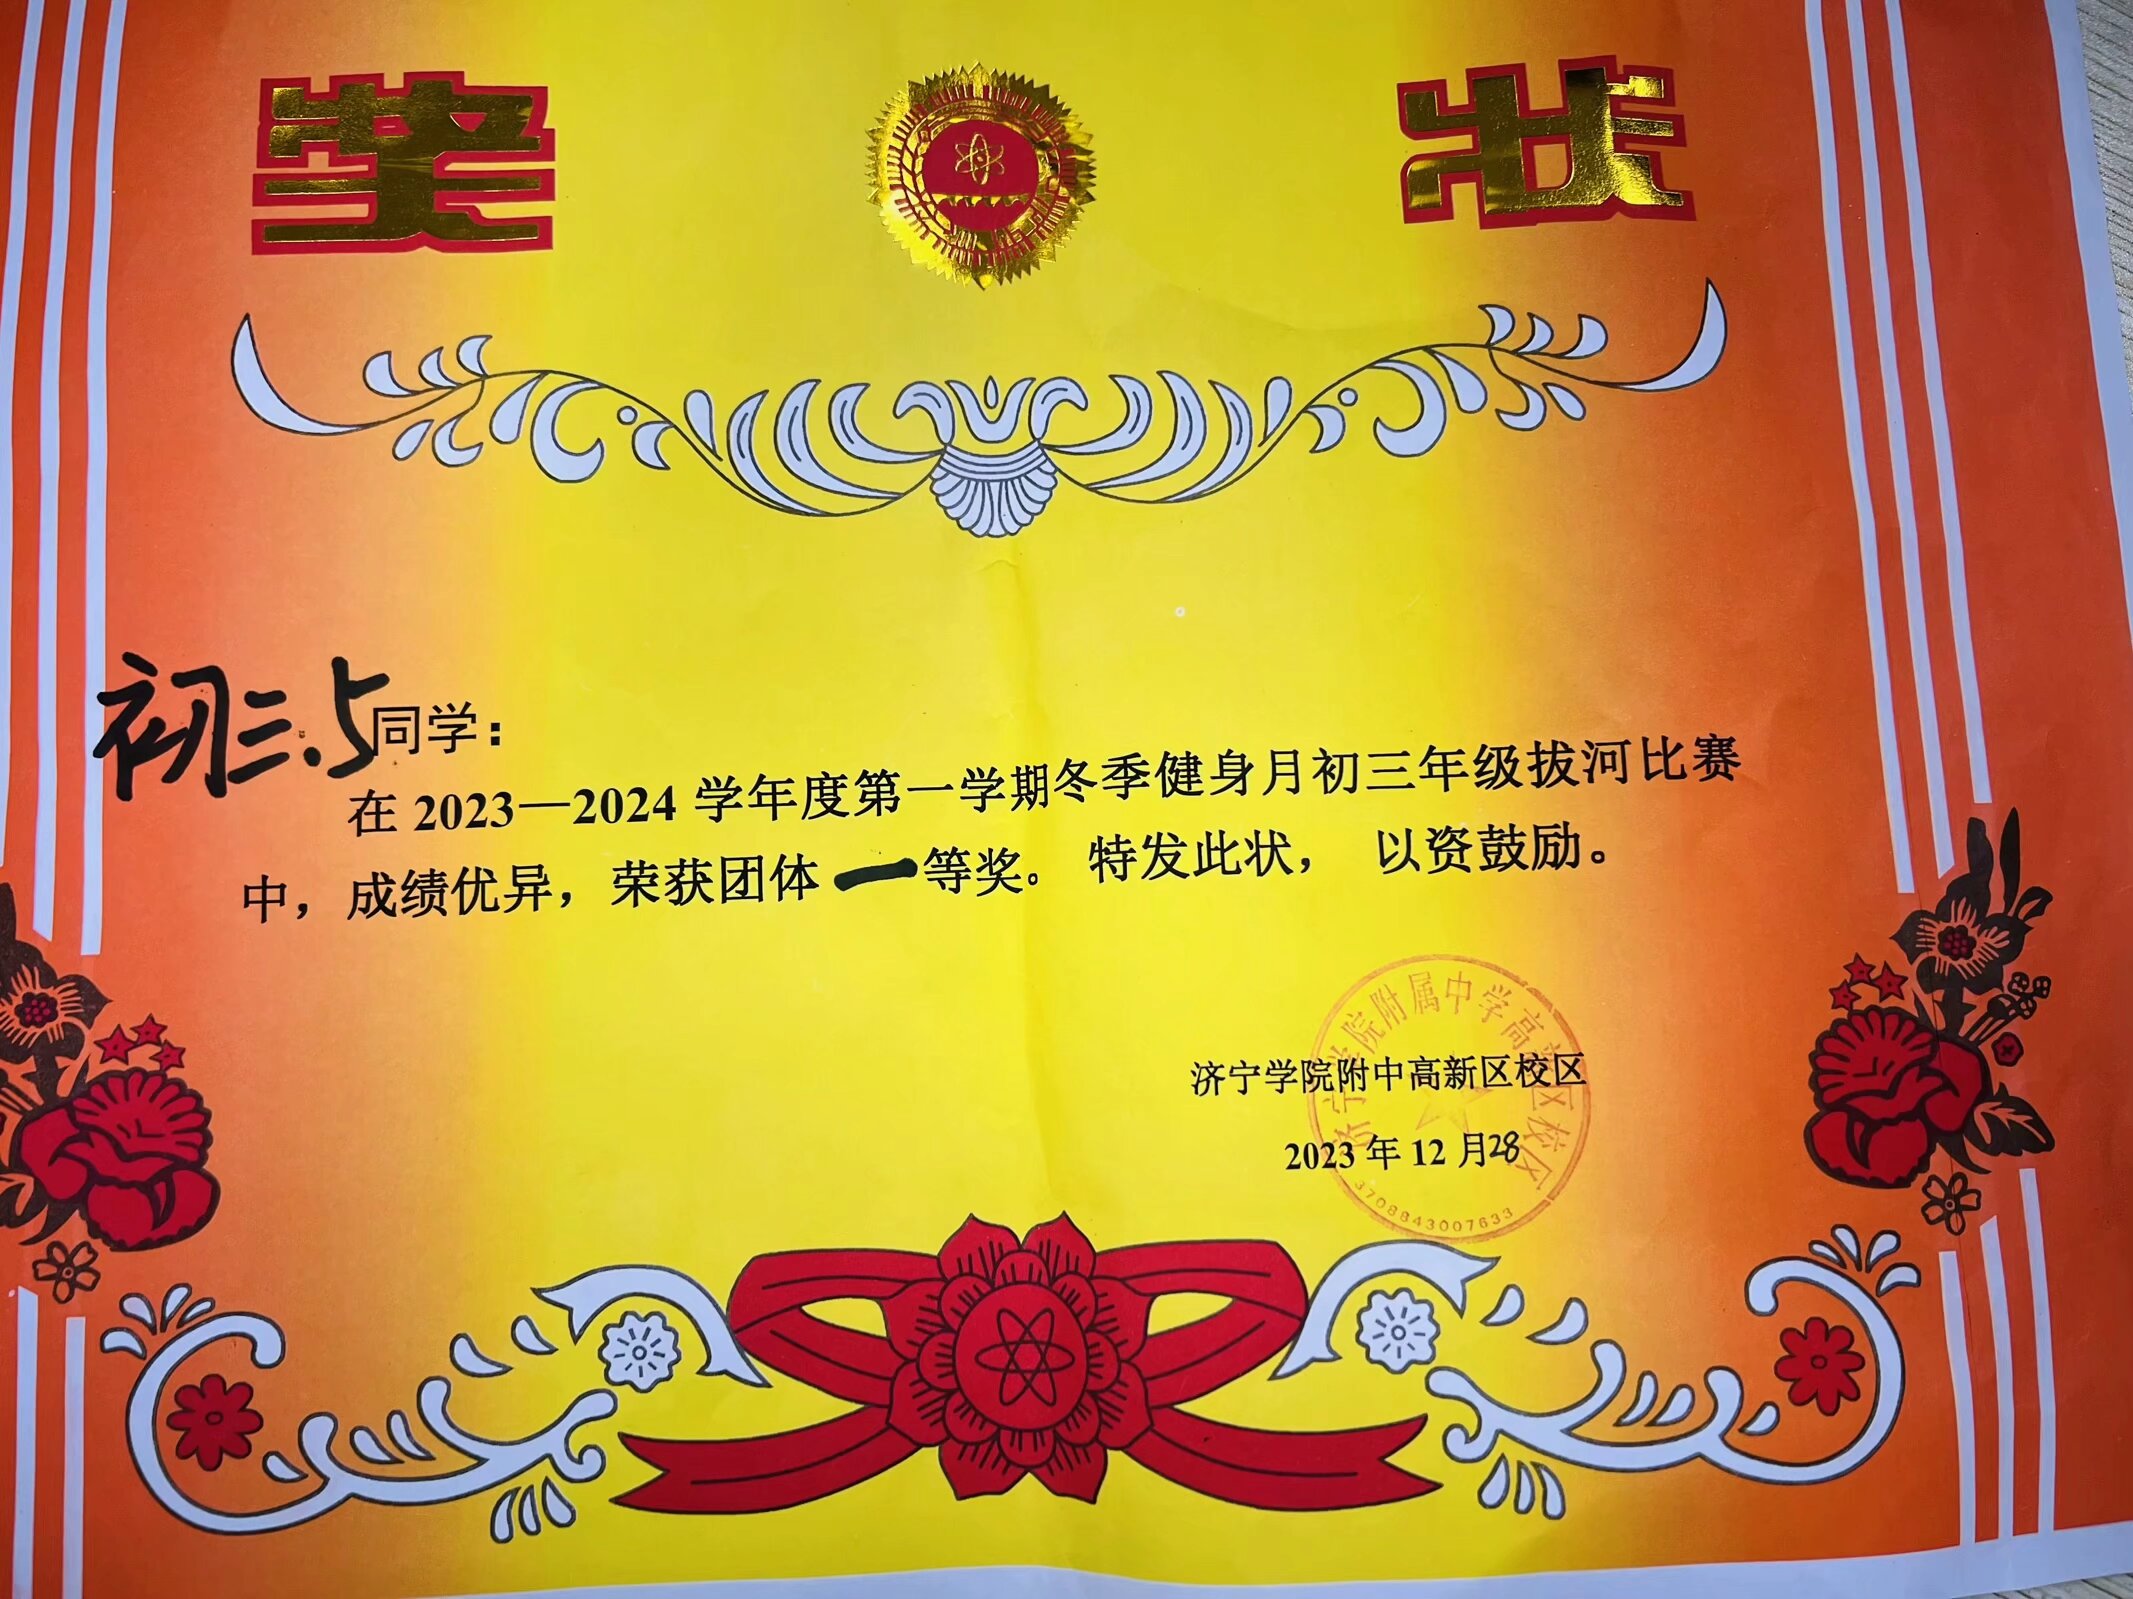 奖 状
初三.5同学：
在 2023—2024 学年度第一学期冬季健身月初三年级拔河比赛
中，成绩优异，荣获团体一等奖。 特发此状， 以资鼓励。
济宁学院附属中学高新区校区
济宁学院附中高新区校区
2023 年 12 月28
3708843007633